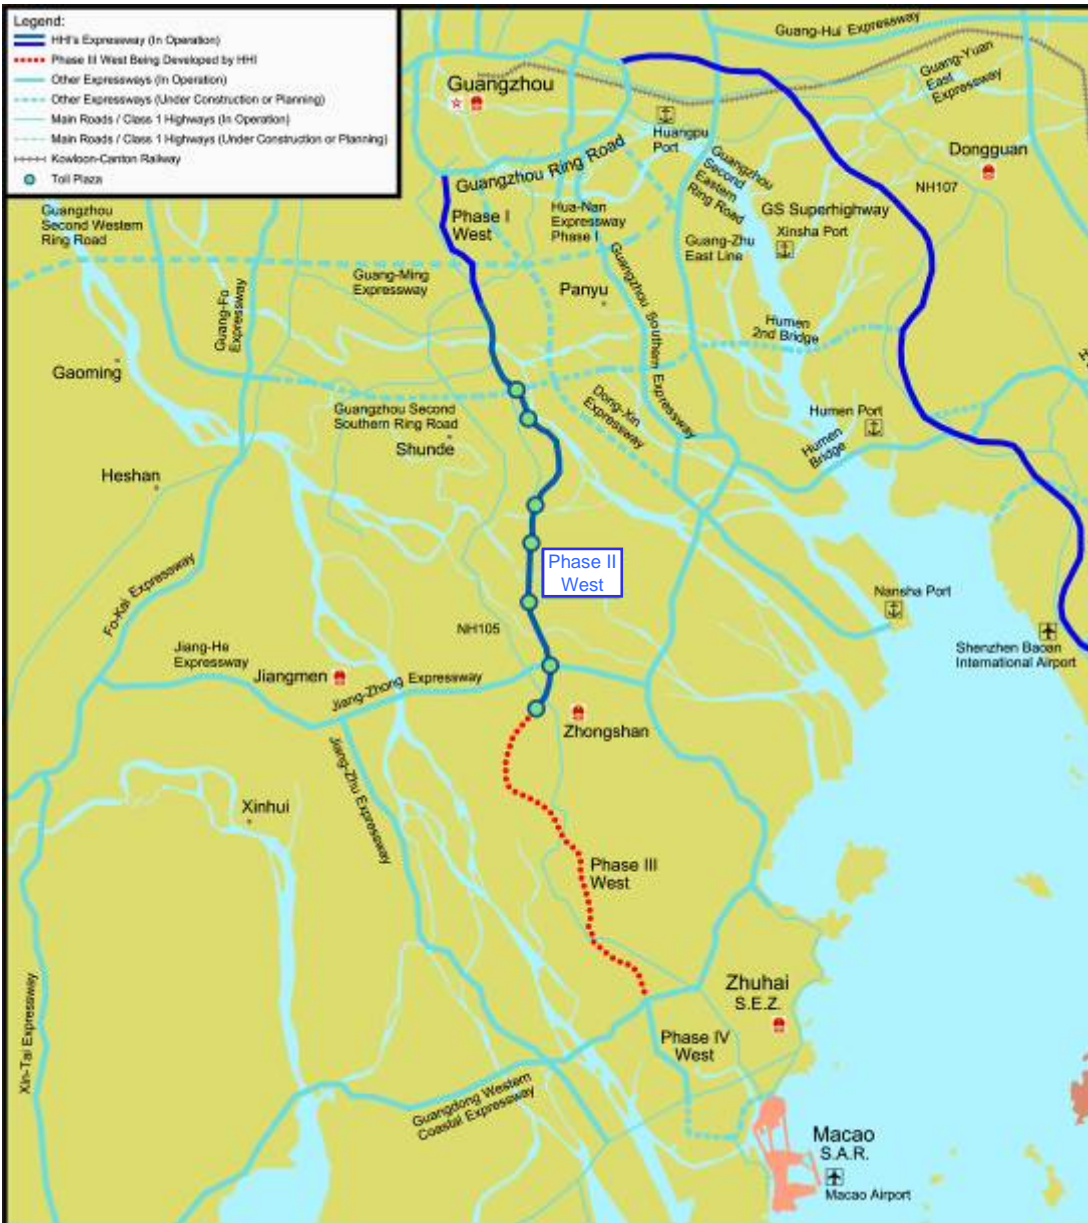 Legend:
HHI's Expressway (In Operation)
Phase III West Being Developed by HHI
Other Expressways (In Operation)
Other Expressways (Under Construction or Planning)
Main Roads / Class 1 Highways (In Operation)
Main Roads / Class 1 Highways (Under Construction or Planning)
Kowloon-Canton Railway
Toll Plaza
Guang-Hui Expressway
Guang-Yuan
East
Expressway
Guangzhou
Huangpu
Port
Dongguan
NH107
Guangzhou Ring Road
Guangzhou
Second
Eastern
Ring Road
Guangzhou
Second Western
Ring Road
Phase I
West
Hua-Nan
Expressway
Phase I
GS Superhighway
Xinsha Port
Guang-Zhu
East Line
Guang-Ming
Expressway
Guang-Fo
Expressway
Panyu
Guangzhou Southern Expressway
Humen
2nd Bridge
Gaoming
Guangzhou Second
Southern Ring Road
Shunde
Dong-Xin
Expressway
Humen Port
Humen
Bridge
H
Heshan
Phase II
West
Fo-Kai Expressway
Nansha Port
NH105
Jiang-He
Expressway
Jiangmen
Jiang-Zhong Expressway
Shenzhen Baoan
International Airport
Zhongshan
Jiang-Zhu Expressway
Xinhui
Phase III
West
Zhuhai
S.E.Z.
Xin-Tai Expressway
Phase IV
West
Guangdong Western
Coastal Expressway
Macao
S.A.R.
Macao Airport